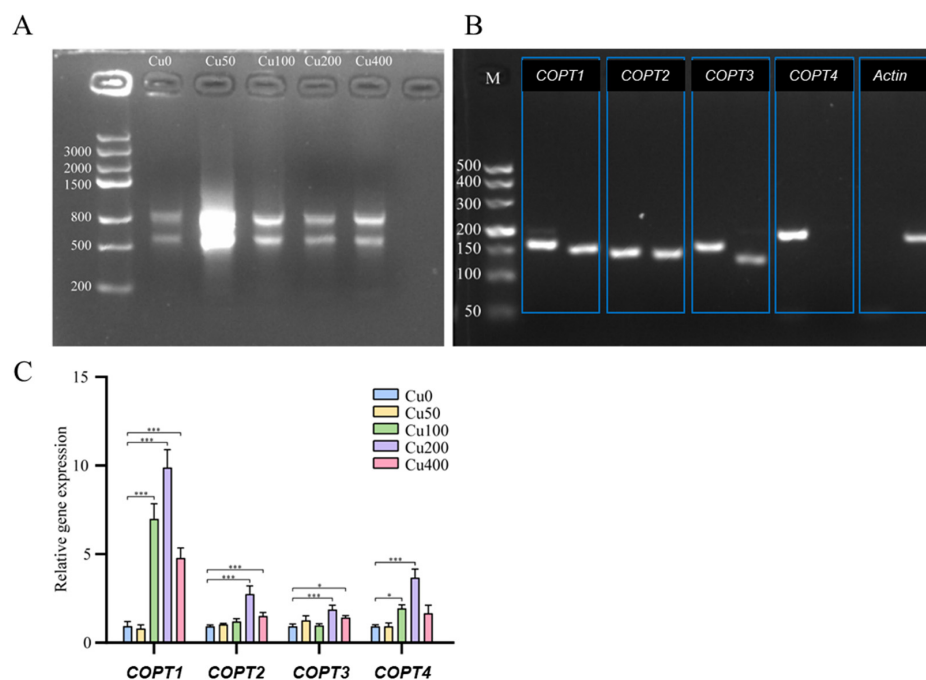 A
Cu0 Cu50 Cu100 Cu200 Cu400
3000
2000
1500
800
500
200
B
M COPT1 COPT2 COPT3 COPT4 Actin
500
400
300
200
150
100
50
C
15
10
5
0
Relative gene expression
Cu0
Cu50
Cu100
Cu200
Cu400
***
***
***
***
***
*
***
***
*
COPT1 COPT2 COPT3 COPT4